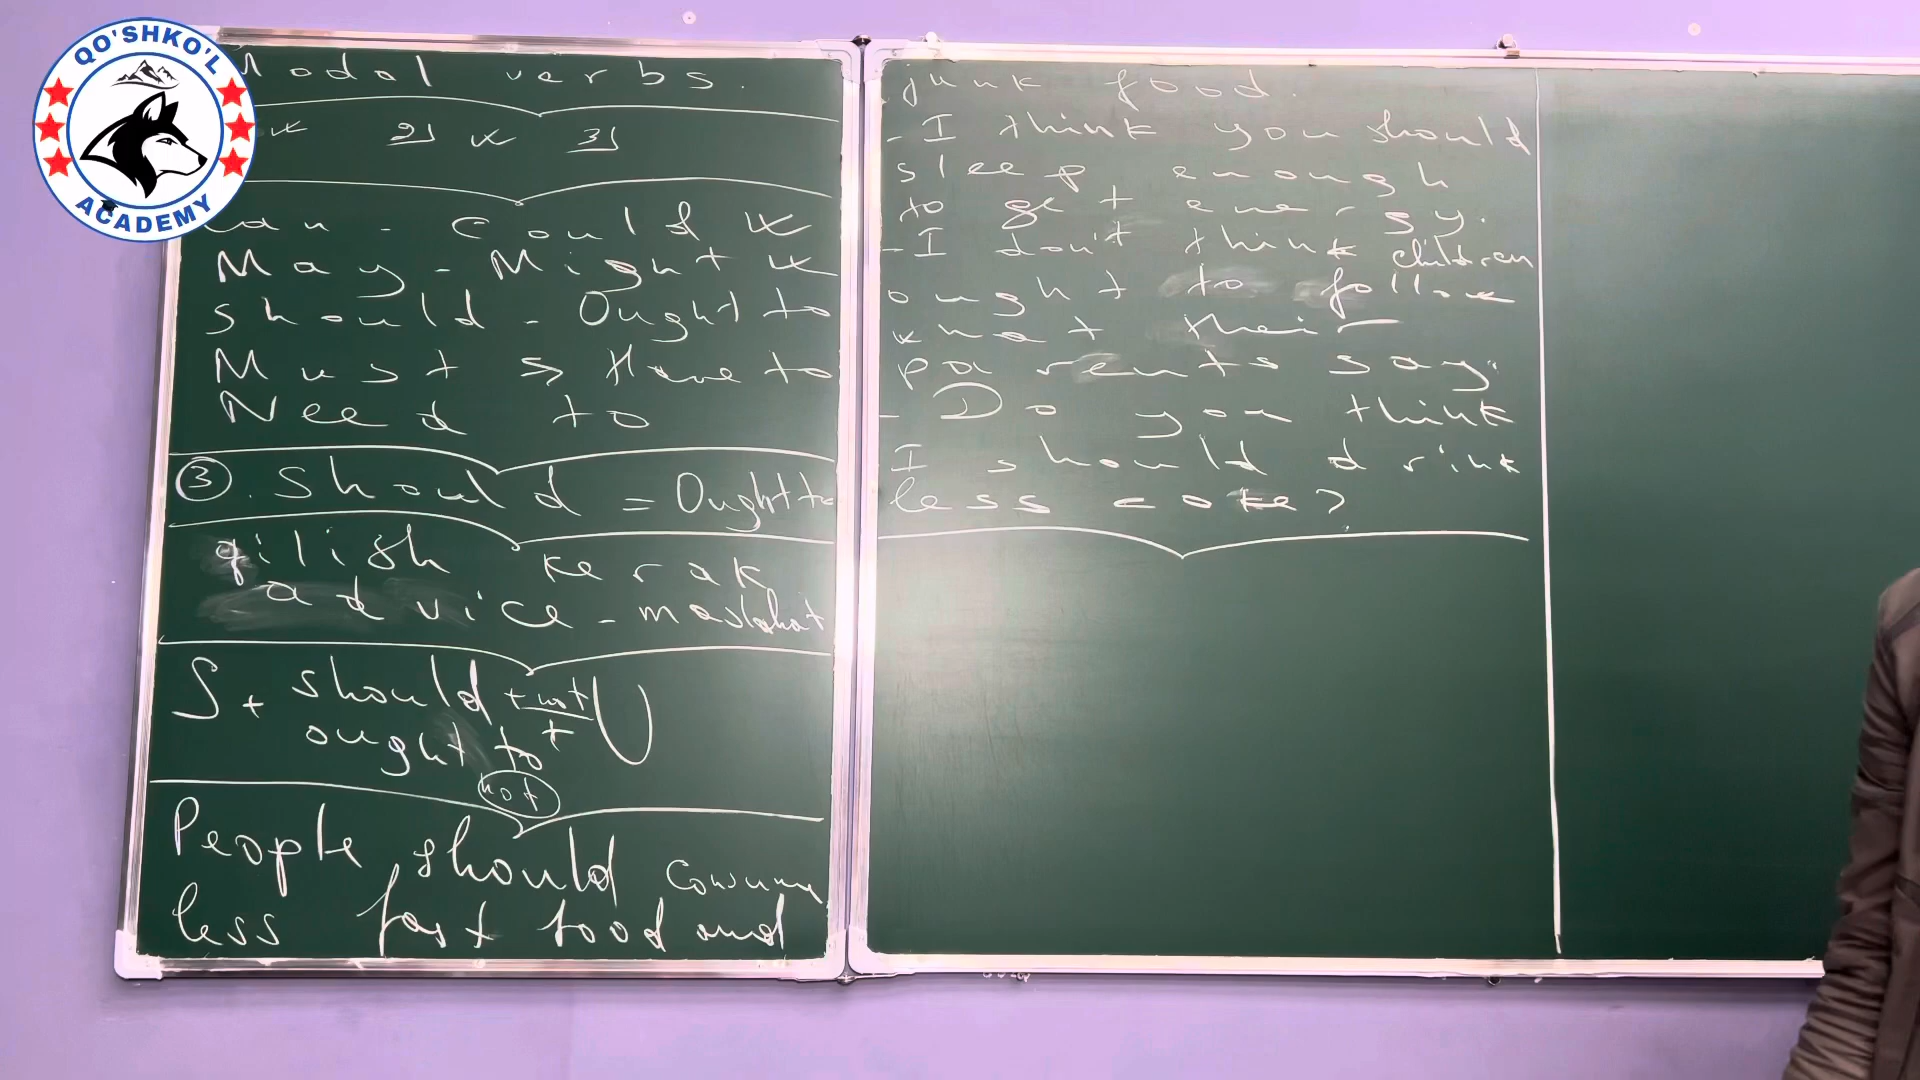 QO'SHKO'L
ACADEMY
Modal verbs.
2) 3)
can - could
May - Might
should - Ought to
Must => Have to
Need to
③. Should = Ought to
qilish kerak
advice - maslahat
S + should + not V
ought to +
not
People should consume
less fast food and
junk food.
- I think you should
sleep enough
to get energy.
- I don't think children
ought to follow
what their
parents say.
- Do you think
I should drink
less coke?